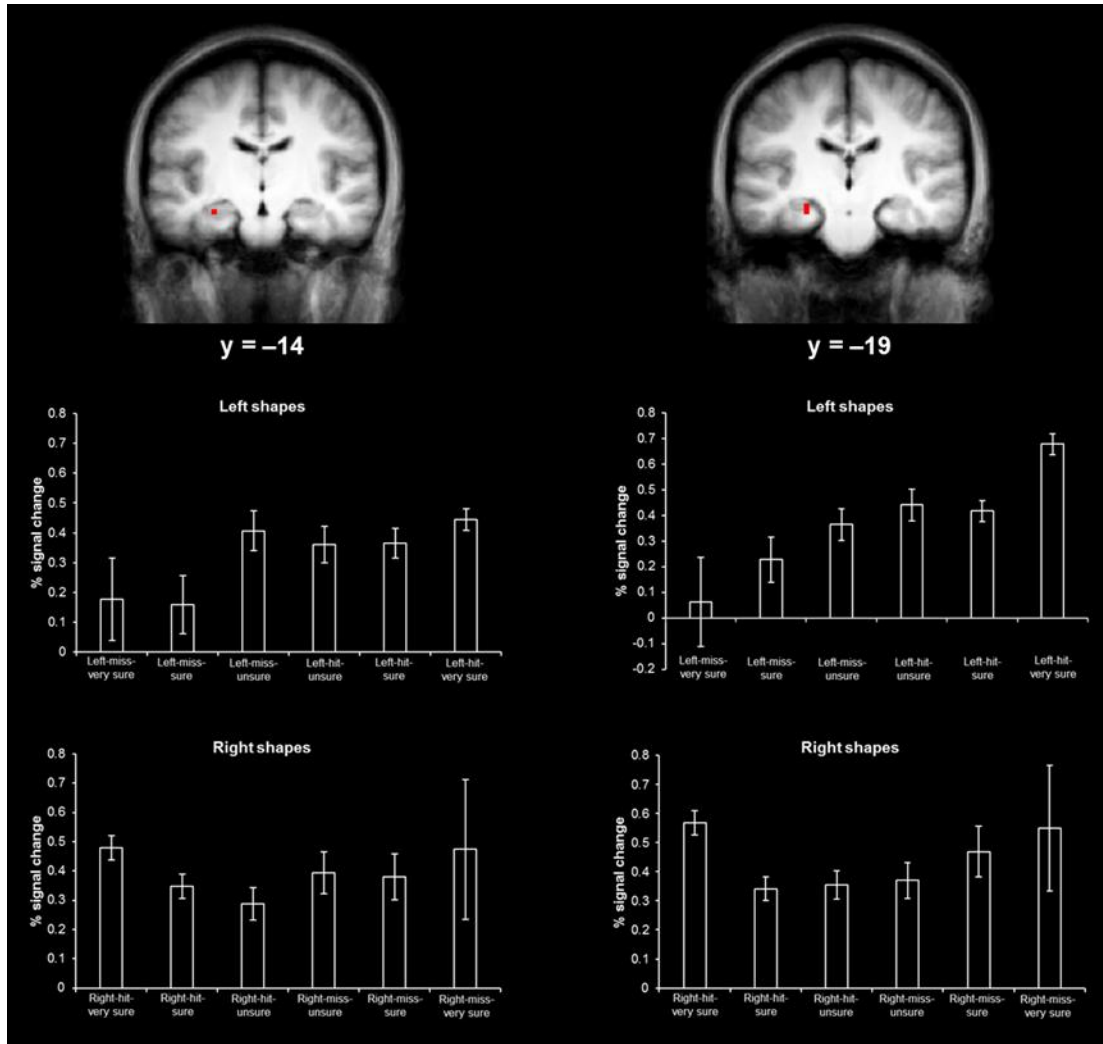 y = –14
y = –19
Left shapes
% signal change
0.8
0.7
0.6
0.5
0.4
0.3
0.2
0.1
0
Left-miss-
very sure
Left-miss-
sure
Left-miss-
unsure
Left-hit-
unsure
Left-hit-
sure
Left-hit-
very sure
Left shapes
% signal change
0.8
0.7
0.6
0.5
0.4
0.3
0.2
0.1
0
-0.1
-0.2
Left-miss-
very sure
Left-miss-
sure
Left-miss-
unsure
Left-hit-
unsure
Left-hit-
sure
Left-hit-
very sure
Right shapes
% signal change
0.8
0.7
0.6
0.5
0.4
0.3
0.2
0.1
0
Right-hit-
very sure
Right-hit-
sure
Right-hit-
unsure
Right-miss-
unsure
Right-miss-
sure
Right-miss-
very sure
Right shapes
% signal change
0.8
0.7
0.6
0.5
0.4
0.3
0.2
0.1
0
Right-hit-
very sure
Right-hit-
sure
Right-hit-
unsure
Right-miss-
unsure
Right-miss-
sure
Right-miss-
very sure